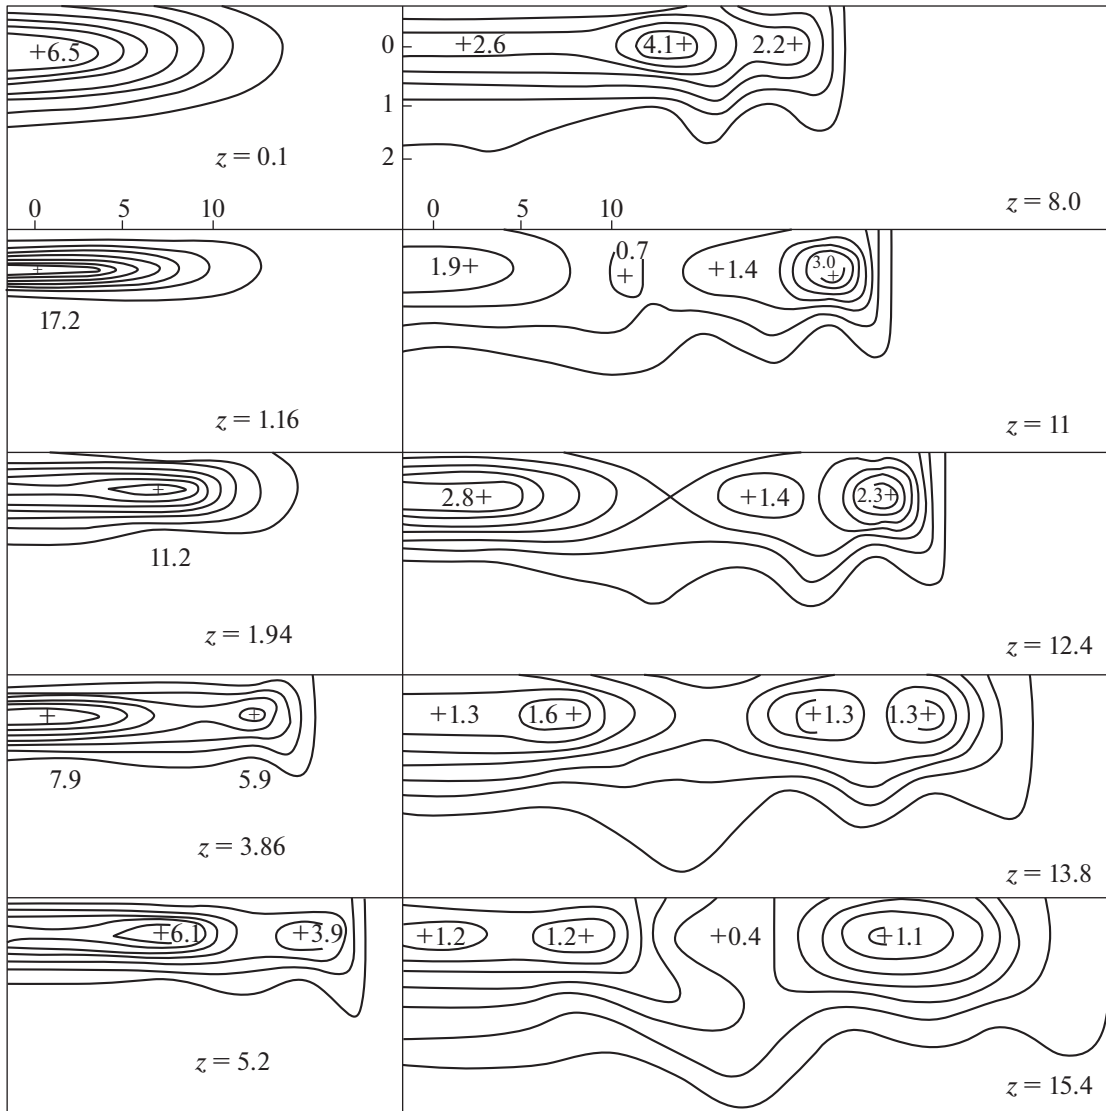 +6.5
z = 0.1
0 5 10
17.2
z = 1.16
11.2
z = 1.94
7.9 5.9
z = 3.86
+6.1 +3.9
z = 5.2
0 +2.6 4.1+ 2.2+
1
2
z = 8.0
0 5 10
1.9+ 0.7 + +1.4 3.0 +
z = 11
2.8+ +1.4 2.3+
z = 12.4
+1.3 1.6 + +1.3 1.3+
z = 13.8
+1.2 1.2+ +0.4 +1.1
z = 15.4